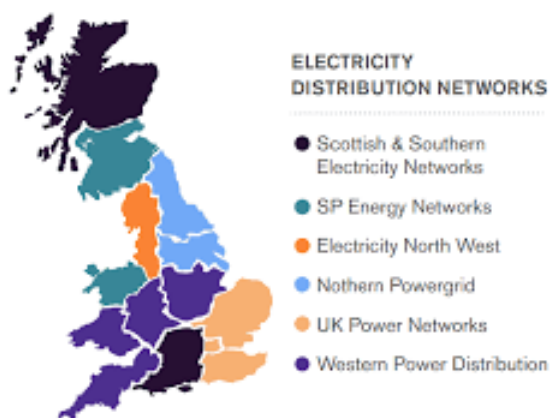 ELECTRICITY
DISTRIBUTION NETWORKS
Scottish & Southern
Electricity Networks
SP Energy Networks
Electricity North West
Nothern Powergrid
UK Power Networks
Western Power Distribution